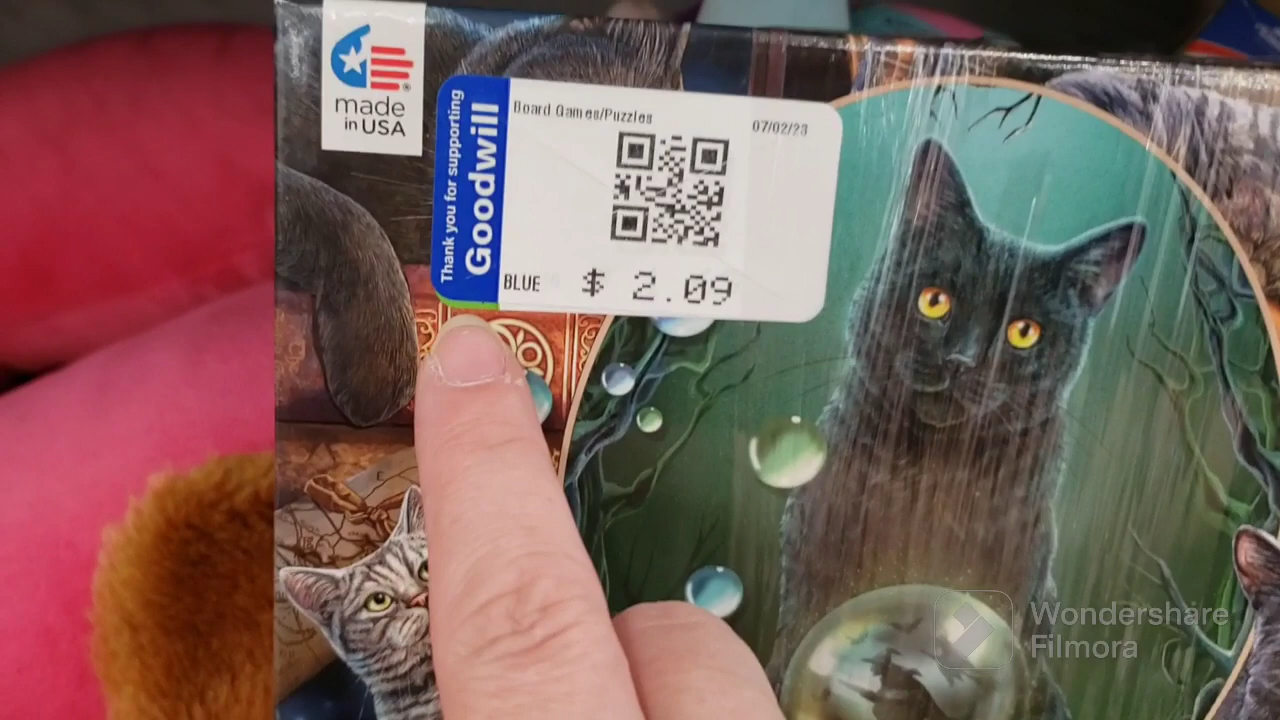 made
in USA
Thank you for supporting
Goodwill
Board Games/Puzzles
07/02/23
BLUE $ 2.09
Wondershare
Filmora